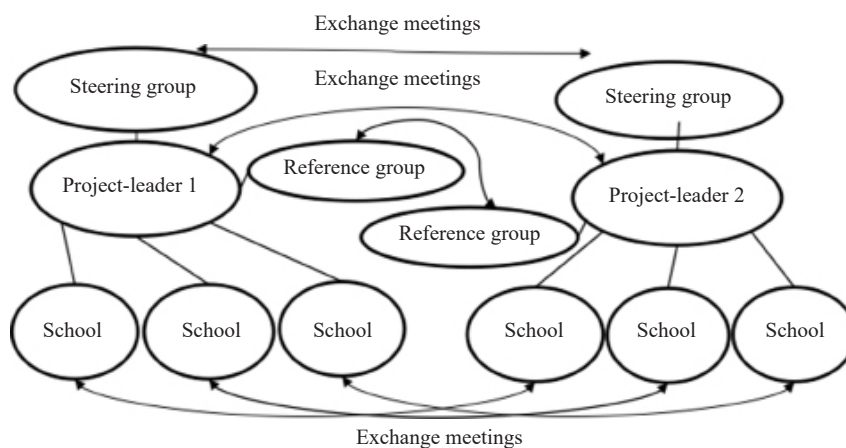 Exchange meetings
Exchange meetings
Steering group
Steering group
Reference group
Project-leader 1
Project-leader 2
Reference group
School
School
School
School
School
School
Exchange meetings